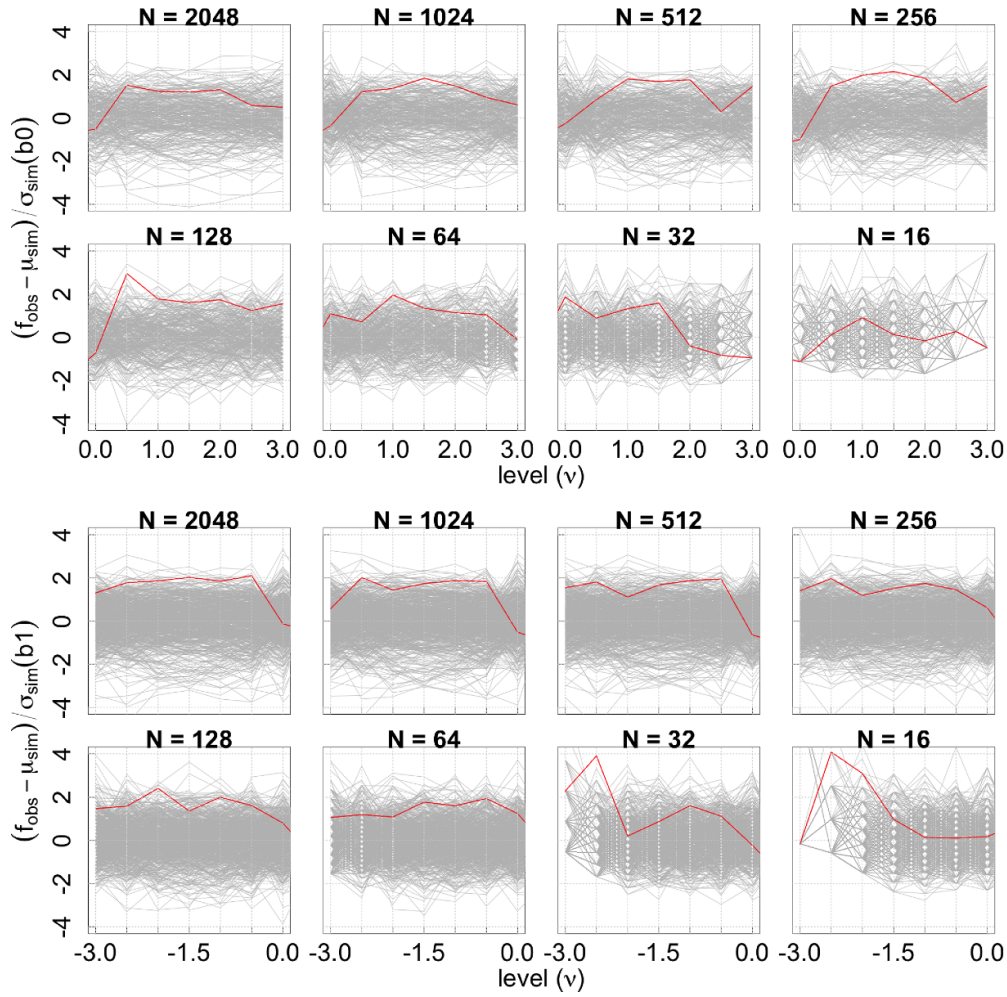 N = 2048 N = 1024 N = 512 N = 256
4
2
0
-2
-4
N = 128 N = 64 N = 32 N = 16
4
2
0
-2
-4
(f_obs − μ_sim) / σ_sim(b0)
0.0 1.0 2.0 3.0 0.0 1.0 2.0 3.0 0.0 1.0 2.0 3.0 0.0 1.0 2.0 3.0
level (ν)
N = 2048 N = 1024 N = 512 N = 256
4
2
0
-2
-4
N = 128 N = 64 N = 32 N = 16
4
2
0
-2
-4
(f_obs − μ_sim) / σ_sim(b1)
-3.0 -1.5 0.0 -3.0 -1.5 0.0 -3.0 -1.5 0.0 -3.0 -1.5 0.0
level (ν)